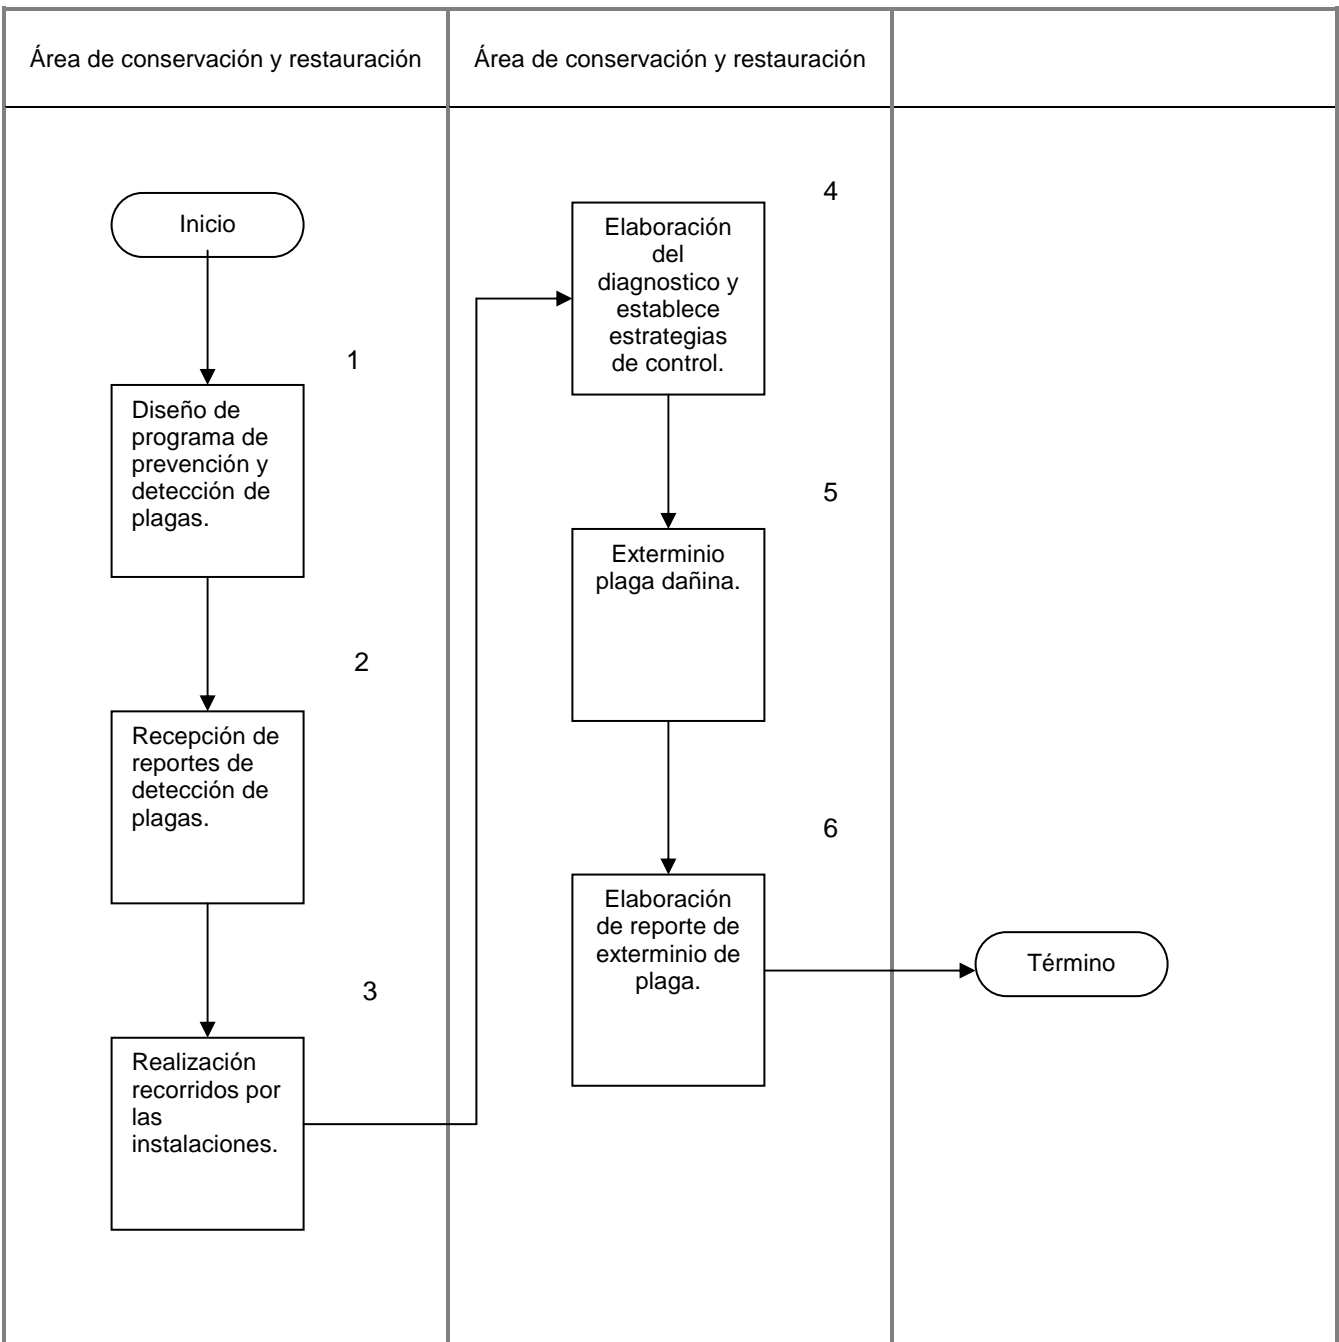 Área de conservación y restauración
Área de conservación y restauración
Inicio
1
Diseño de
programa de
prevención y
detección de
plagas.
2
Recepción de
reportes de
detección de
plagas.
3
Realización
recorridos por
las
instalaciones.
4
Elaboración
del
diagnostico y
establece
estrategias
de control.
5
Exterminio
plaga dañina.
6
Elaboración
de reporte de
exterminio de
plaga.
Término